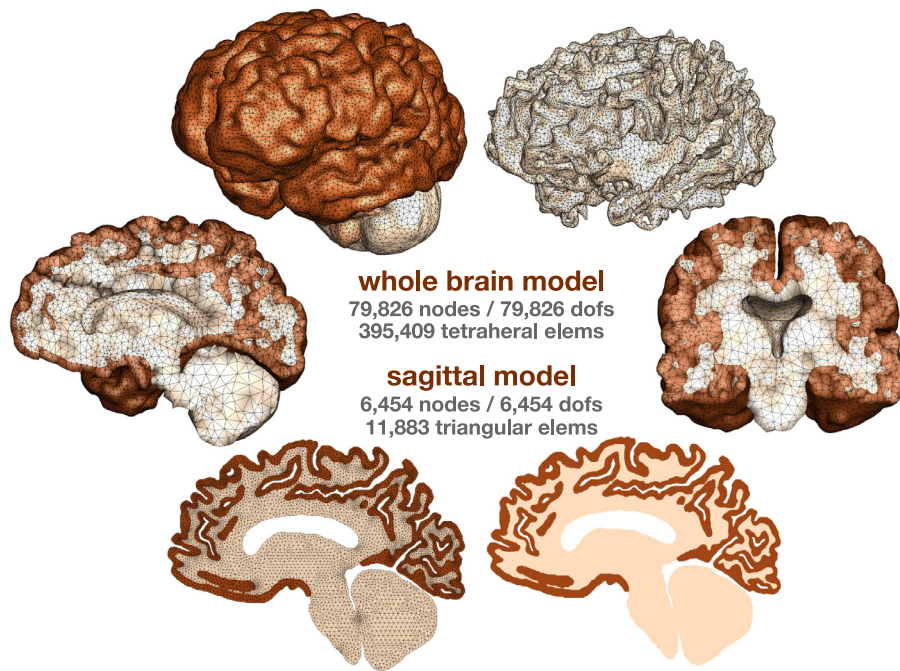 whole brain model
79,826 nodes / 79,826 dofs
395,409 tetraheral elems
sagittal model
6,454 nodes / 6,454 dofs
11,883 triangular elems